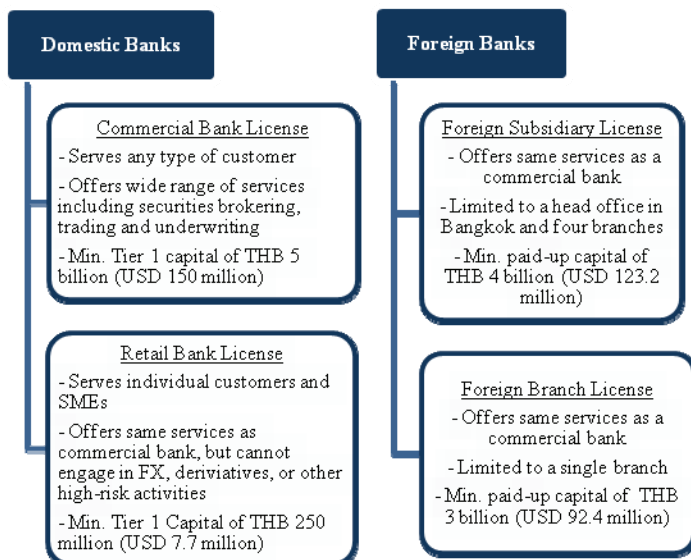 Domestic Banks
Commercial Bank License
- Serves any type of customer
- Offers wide range of services
including securities brokering,
trading and underwriting
- Min. Tier 1 capital of THB 5
billion (USD 150 million)
Retail Bank License
- Serves individual customers and
SMEs
- Offers same services as
commercial bank, but cannot
engage in FX, deriviatives, or other
high-risk activities
- Min. Tier 1 Capital of THB 250
million (USD 7.7 million)
Foreign Banks
Foreign Subsidiary License
- Offers same services as a
commercial bank
- Limited to a head office in
Bangkok and four branches
- Min. paid-up capital of
THB 4 billion (USD 123.2
million)
Foreign Branch License
- Offers same services as a
commercial bank
- Limited to a single branch
- Min. paid-up capital of THB
3 billion (USD 92.4 million)